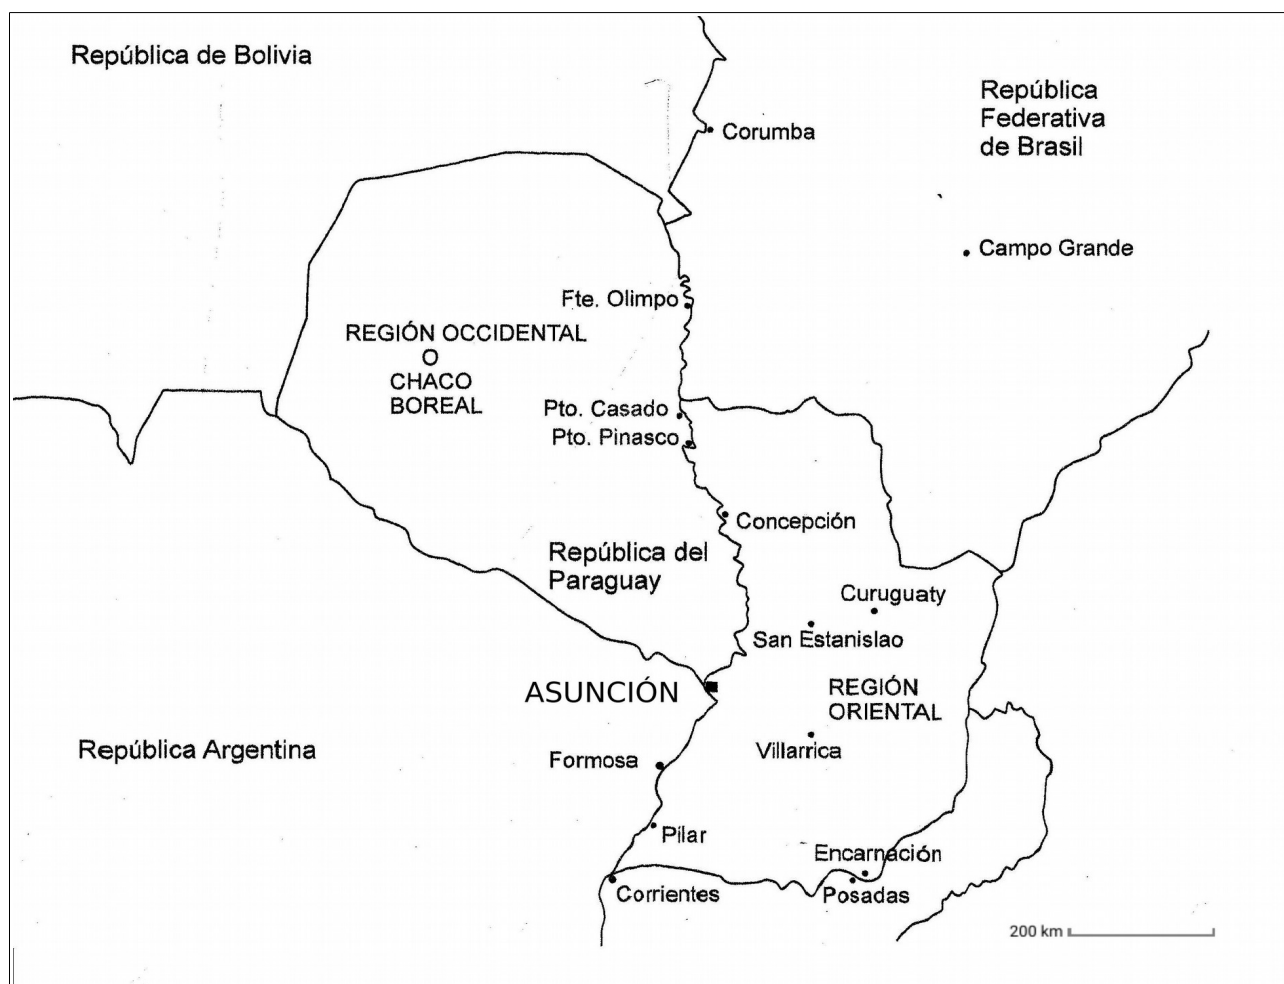 República de Bolivia
República
Federativa
de Brasil
Corumba
Campo Grande
Fte. Olimpo
REGIÓN OCCIDENTAL
O
CHACO
BOREAL
Pto. Casado
Pto. Pinasco
Concepción
República del
Paraguay
Curuguaty
San Estanislao
ASUNCIÓN
REGIÓN
ORIENTAL
República Argentina
Villarrica
Formosa
Pilar
Encarnación
Corrientes
Posadas
200 km